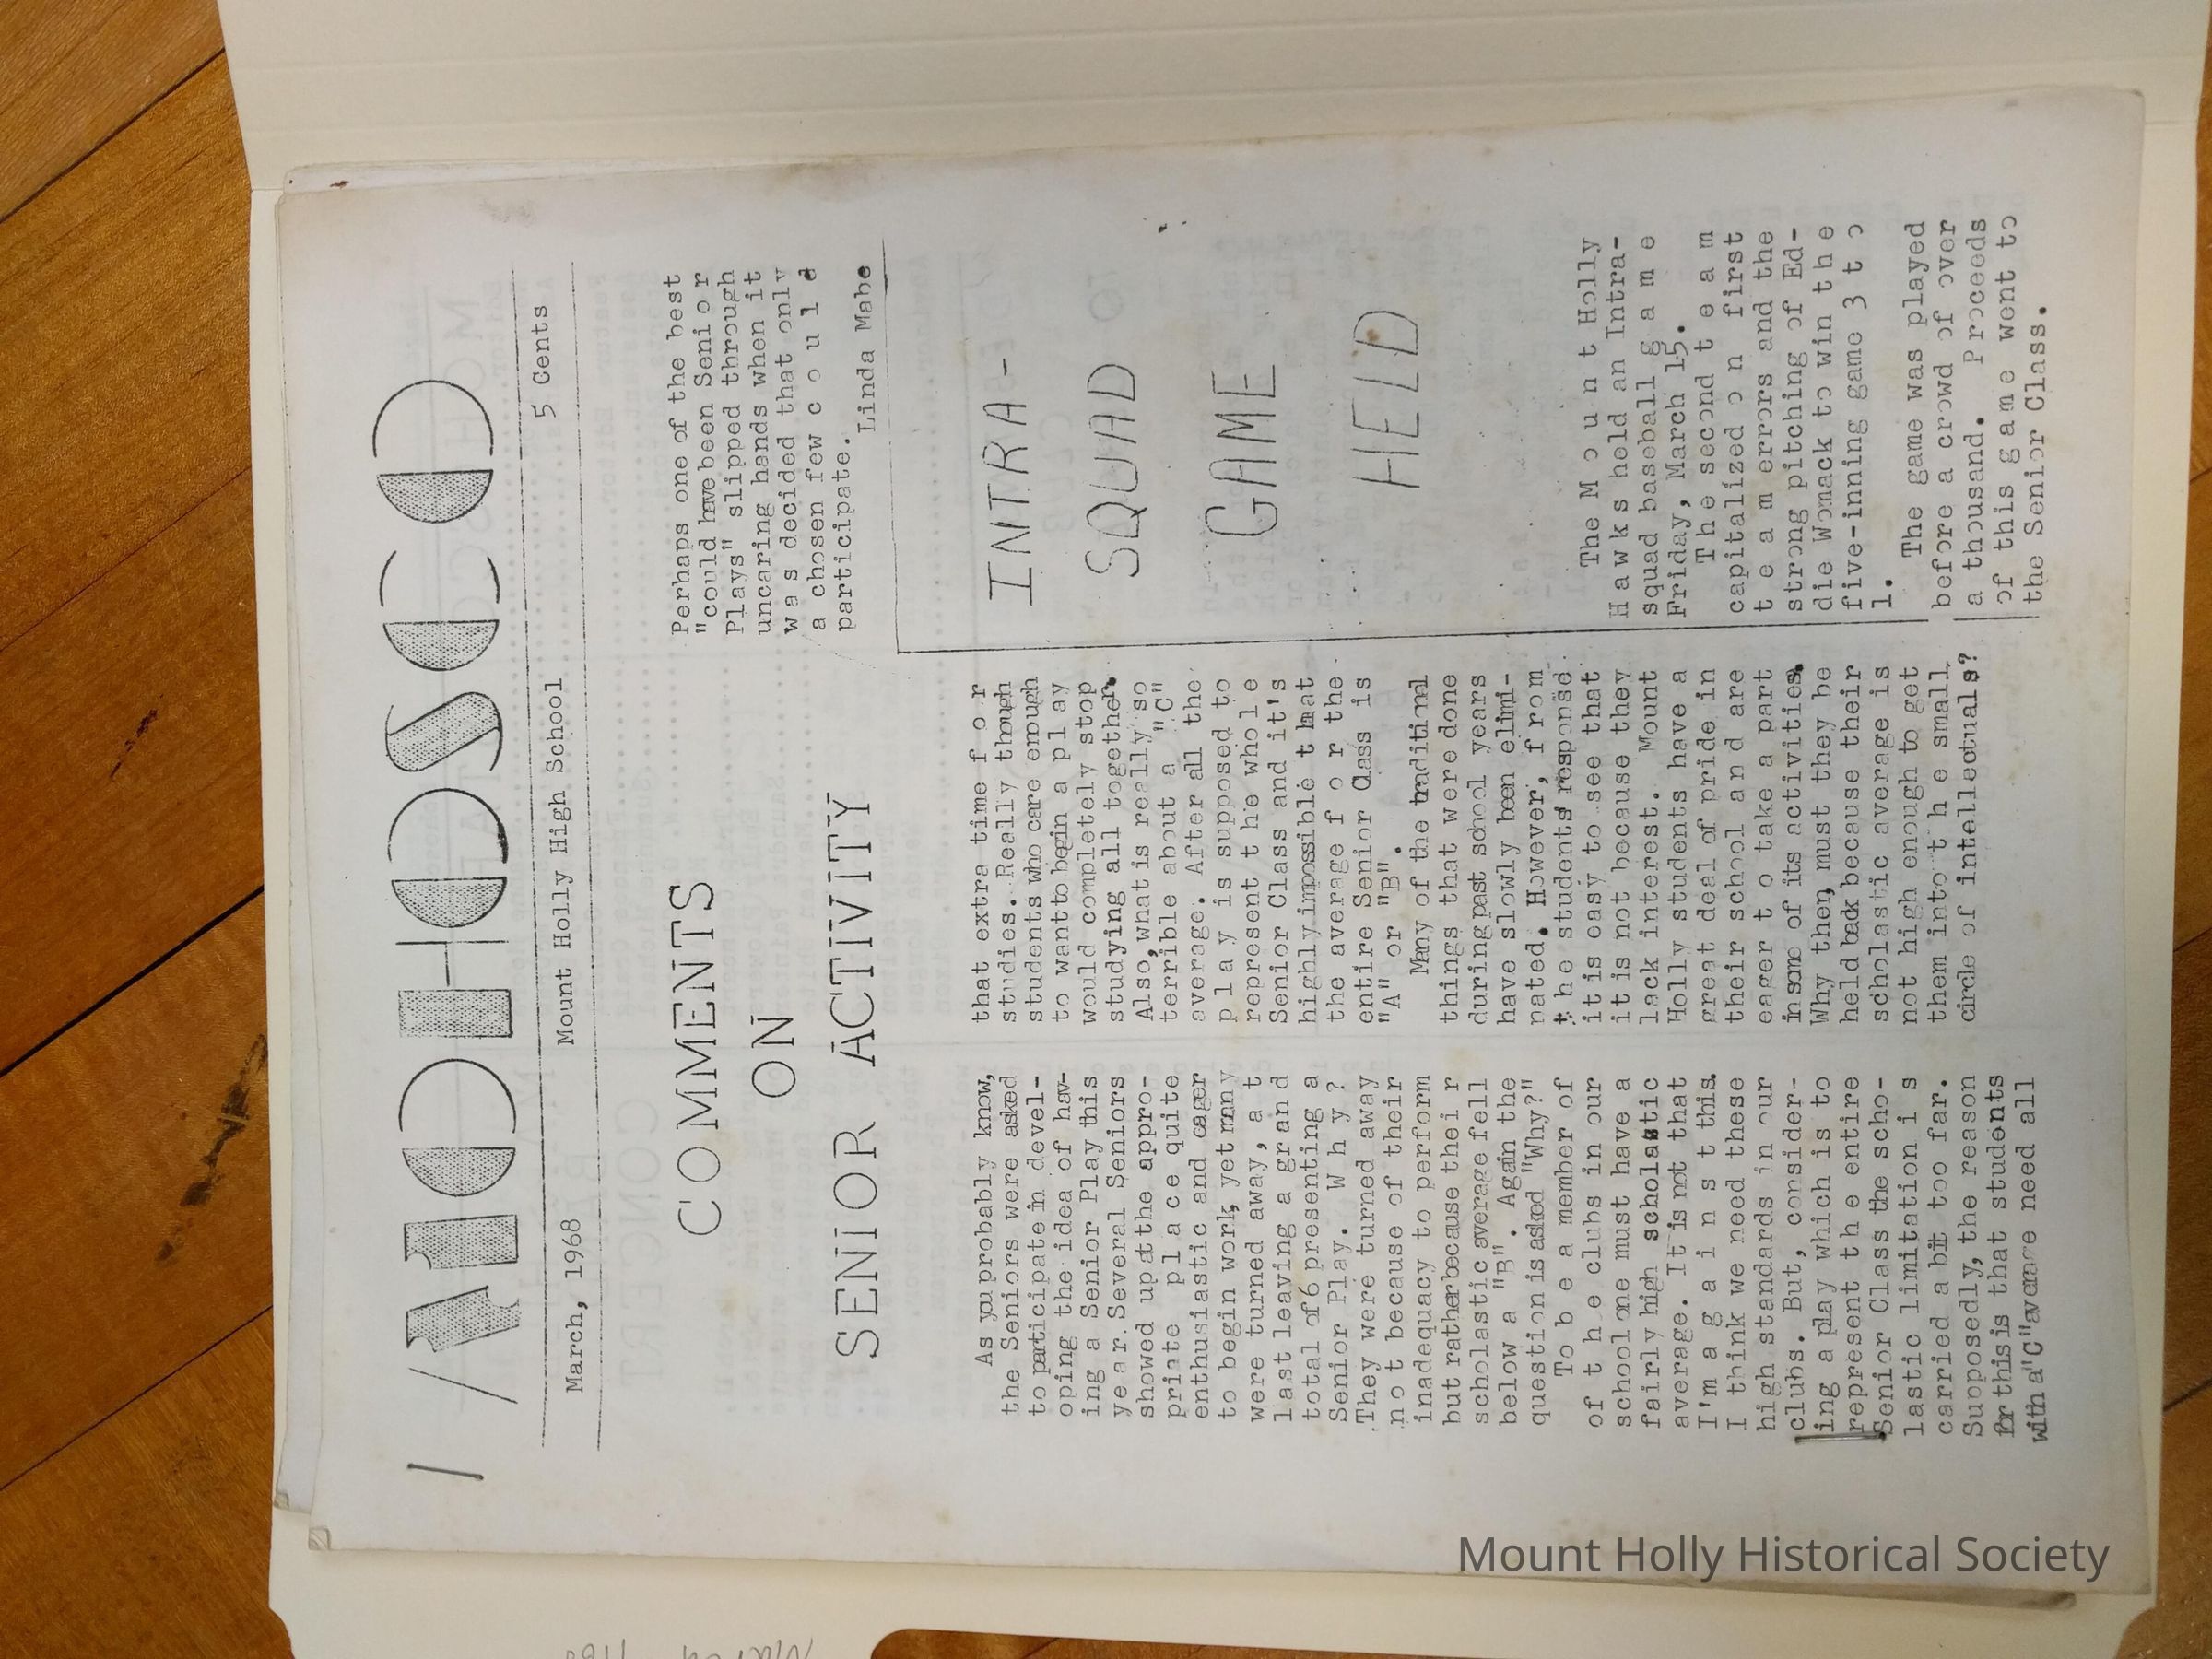 MOHOSCO
March, 1968 Mount Holly High School 5 Cents
COMMENTS
ON
SENIOR ACTIVITY
As you probably know,
the Seniors were asked
to participate in devel-
oping the idea of hav-
ing a Senior Play this
year. Several Seniors
showed up at the appro-
priate place quite
enthusiastic and eager
to begin work, yet many
were turned away, at
last leaving a grand
total of 6 presenting a
Senior Play. Why?
They were turned away
not because of their
inadequacy to perform
but rather because their
scholastic average fell
below a "B". Again the
question is asked "Why?"
To be a member of
of the clubs in our
school one must have a
fairly high scholastic
average. It is not that
I'm against this.
I think we need these
high standards in our
clubs. But, consider-
ing a play which is to
represent the entire
Senior Class the scho-
lastic limitation is
carried a bit too far.
Supposedly, the reason
for this is that students
with a "C" average need all
that extra time for
studies. Really though
students who care enough
to want to begin a play
would completely stop
studying all together.
Also, what is really so
terrible about a "C"
average. After all the
play is supposed to
represent the whole
Senior Class and it's
highly impossible that
the average for the
entire Senior Class is
"A" or "B".
Many of the traditional
things that were done
during past school years
have slowly been elimi-
nated. However, from
the students' response
it is easy to see that
it is not because they
lack interest. Mount
Holly students have a
great deal of pride in
their school and are
eager to take a part
in some of its activities.
Why then, must they be
held back because their
scholastic average is
not high enough to get
them into the small
circle of intellectuals?
Perhaps one of the best
"could have been Senior
Plays" slipped through
uncaring hands when it
was decided that only
a chosen few could
participate.
Linda Mabe
INTRA-
SQUAD
GAME
HELD
The Mount Holly
Hawks held an Intra-
squad baseball game
Friday, March 15.
The second team
capitalized on first
team errors and the
strong pitching of Ed-
die Womack to win the
five-inning game 3 to
1.
The game was played
before a crowd of over
a thousand. Proceeds
of this game went to
the Senior Class.
Mount Holly Historical Society